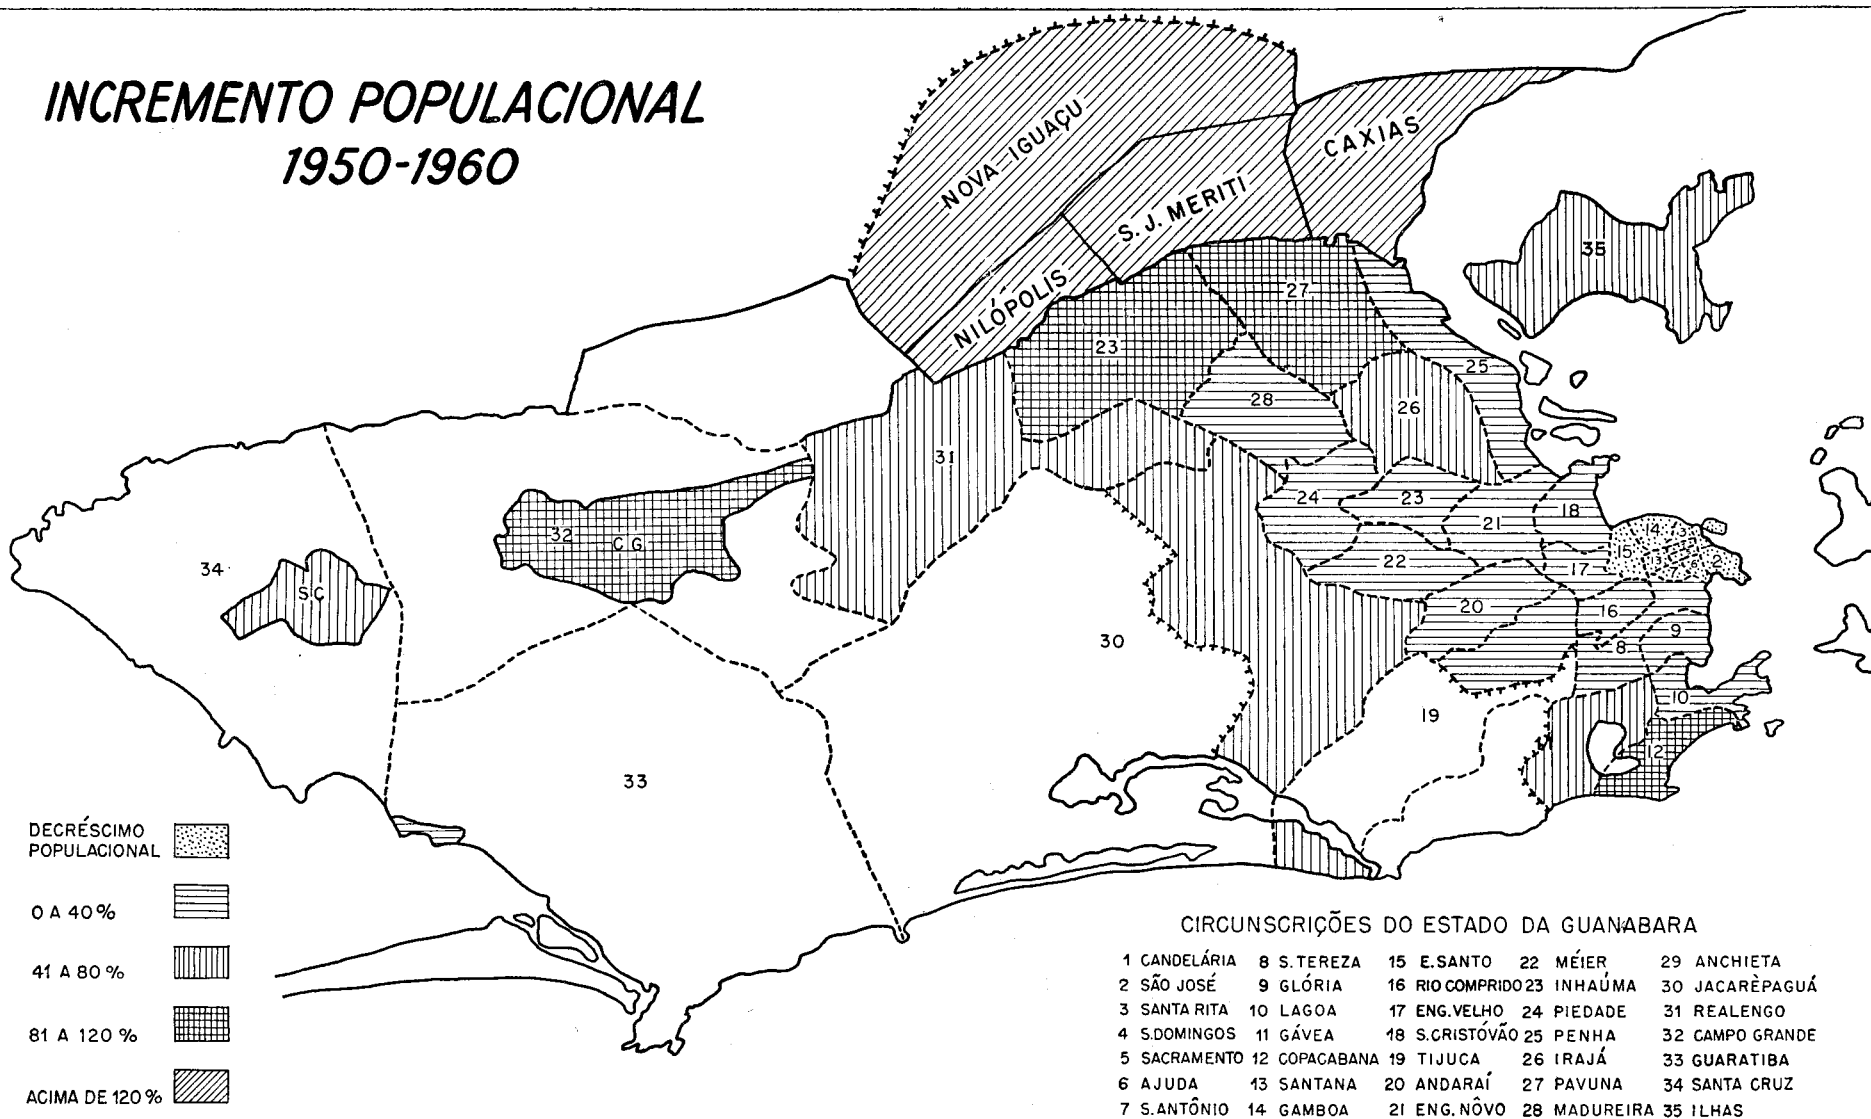 INCREMENTO POPULACIONAL
1950-1960
NOVA IGUAÇU
CAXIAS
S. J. MERITI
NILÓPOLIS
35
27
23
25
28
26
31
24
23
18
21
32
C G
14
15
13
7
6
2
34
S C
22
17
20
16
9
8
30
10
19
12
33
DECRÉSCIMO
POPULACIONAL
0 A 40%
41 A 80%
81 A 120%
ACIMA DE 120%
CIRCUNSCRIÇÕES DO ESTADO DA GUANABARA
1 CANDELÁRIA 8 S.TEREZA 15 E.SANTO 22 MÉIER 29 ANCHIETA
2 SÃO JOSÉ 9 GLÓRIA 16 RIO COMPRIDO 23 INHAÚMA 30 JACARÈPAGUÁ
3 SANTA RITA 10 LAGOA 17 ENG.VELHO 24 PIEDADE 31 REALENGO
4 S.DOMINGOS 11 GÁVEA 18 S.CRISTÓVÃO 25 PENHA 32 CAMPO GRANDE
5 SACRAMENTO 12 COPACABANA 19 TIJUCA 26 IRAJÁ 33 GUARATIBA
6 AJUDA 13 SANTANA 20 ANDARAÍ 27 PAVUNA 34 SANTA CRUZ
7 S.ANTÔNIO 14 GAMBOA 21 ENG.NÔVO 28 MADUREIRA 35 ILHAS